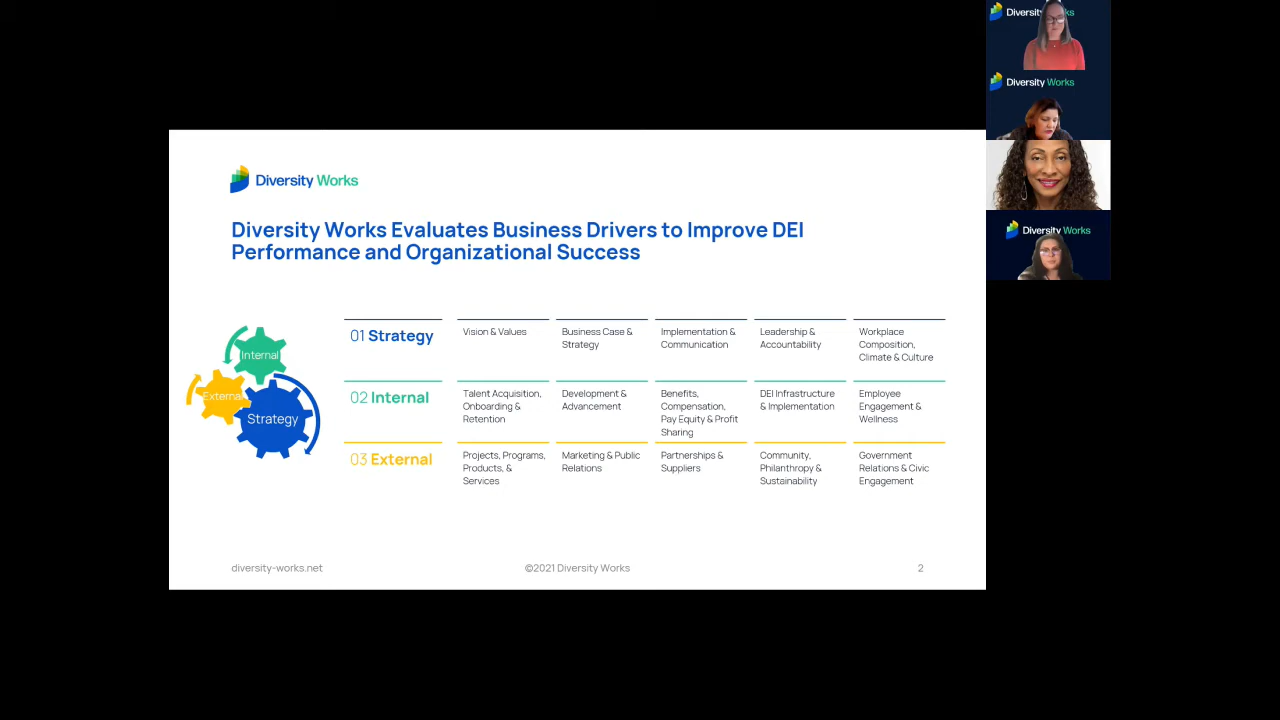 Diversity Works
Diversity Works Evaluates Business Drivers to Improve DEI
Performance and Organizational Success
Internal
External
Strategy
01 Strategy
Vision & Values
Business Case &
Strategy
Implementation &
Communication
Leadership &
Accountability
Workplace
Composition,
Climate & Culture
02 Internal
Talent Acquisition,
Onboarding &
Retention
Development &
Advancement
Benefits,
Compensation,
Pay Equity & Profit
Sharing
DEI Infrastructure
& Implementation
Employee
Engagement &
Wellness
03 External
Projects, Programs,
Products, &
Services
Marketing & Public
Relations
Partnerships &
Suppliers
Community,
Philanthropy &
Sustainability
Government
Relations & Civic
Engagement
diversity-works.net
©2021 Diversity Works
2
Diversity Works
Diversity Works